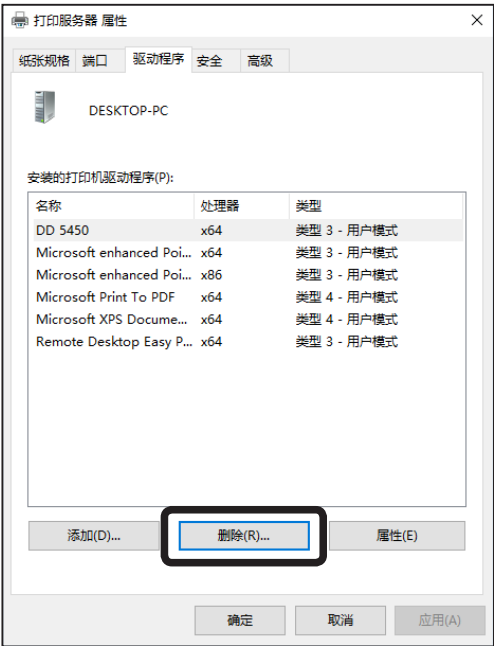 打印服务器 属性
纸张规格 端口 驱动程序 安全 高级
DESKTOP-PC
安装的打印机驱动程序(P):
名称 处理器 类型
DD 5450 x64 类型 3 - 用户模式
Microsoft enhanced Poi... x64 类型 3 - 用户模式
Microsoft enhanced Poi... x86 类型 3 - 用户模式
Microsoft Print To PDF x64 类型 4 - 用户模式
Microsoft XPS Docume... x64 类型 4 - 用户模式
Remote Desktop Easy P... x64 类型 3 - 用户模式
添加(D)... 删除(R)... 属性(E)
确定 取消 应用(A)